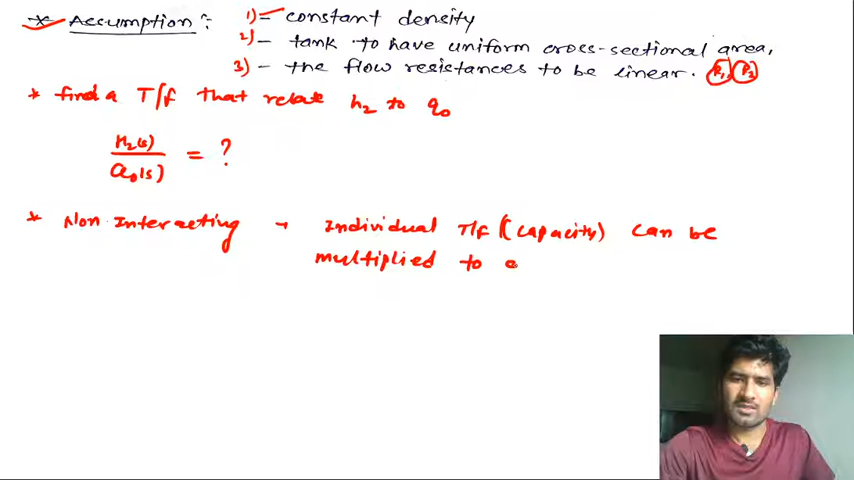 * Assumption :
1) - constant density
2) - tank to have uniform cross-sectional area,
3) - the flow resistances to be linear. R1 R2
* find a T/f that relate h2 to q0
H2(s) / Q0(s) = ?
* Non Interacting → Individual T/f (capacity) can be
multiplied to o